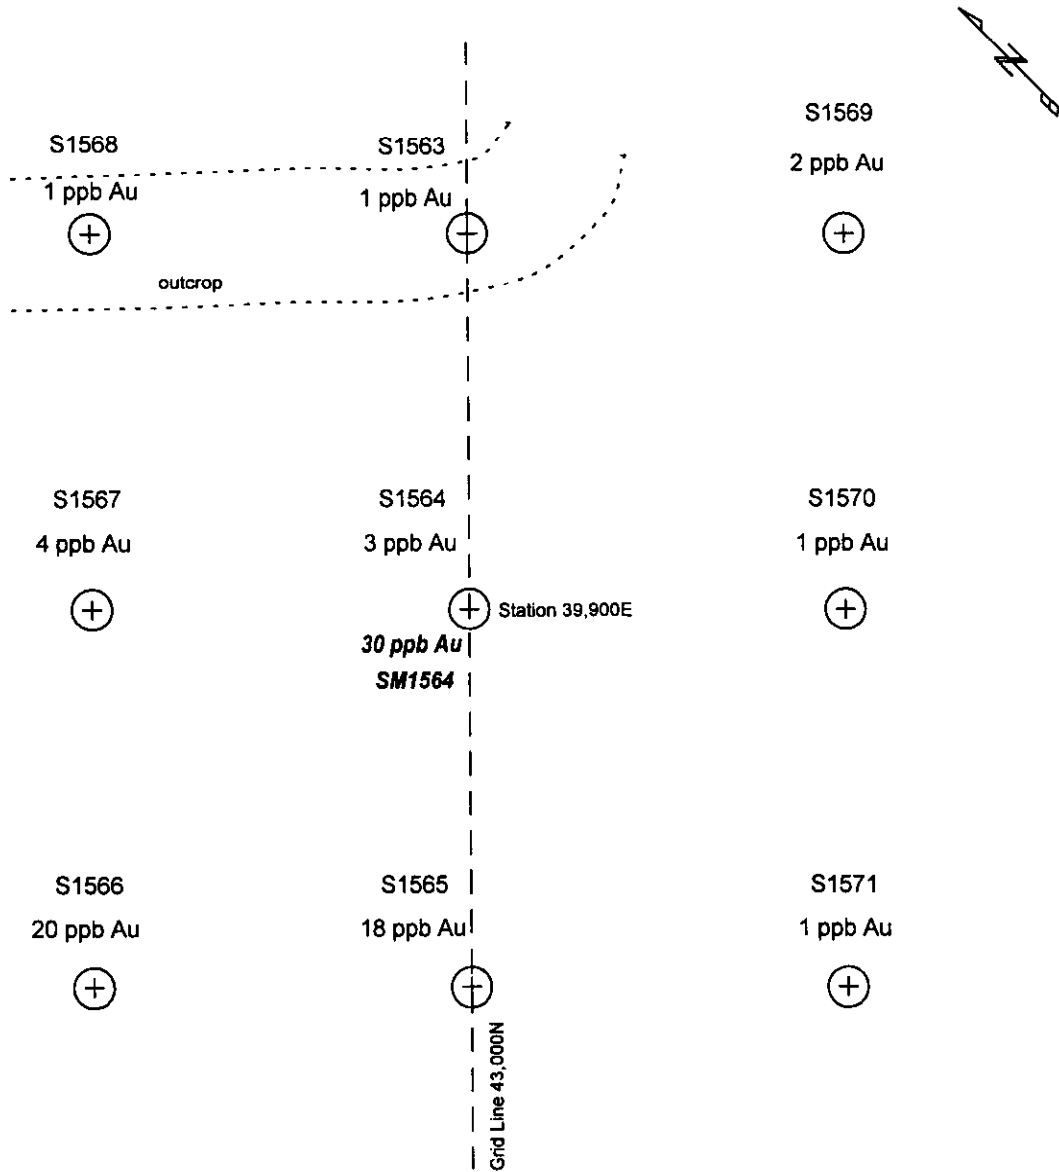 S1569
S1568
S1563
2 ppb Au
1 ppb Au
1 ppb Au
outcrop
S1567
S1564
S1570
4 ppb Au
3 ppb Au
1 ppb Au
Station 39,900E
30 ppb Au
SM1564
S1566
S1565
S1571
20 ppb Au
18 ppb Au
1 ppb Au
Grid Line 43,000N
N